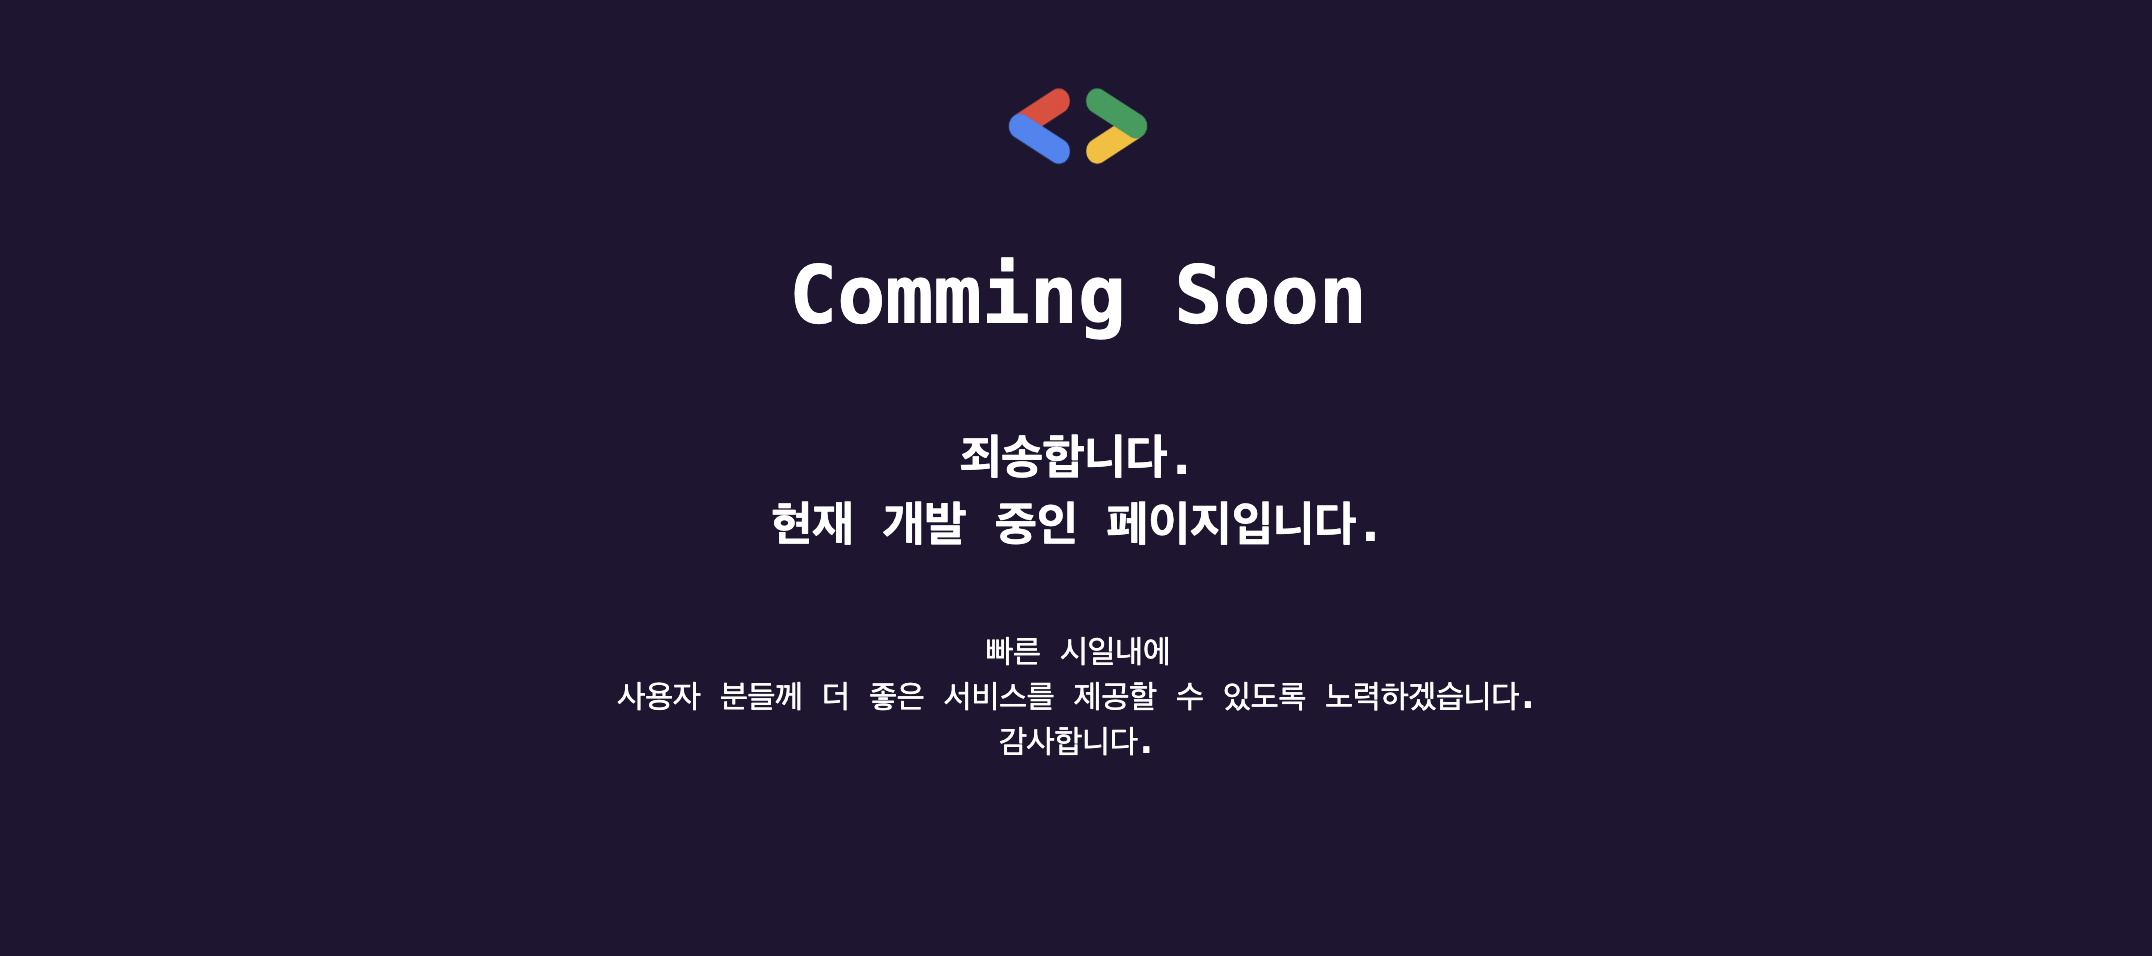 Comming Soon
죄송합니다.
현재 개발 중인 페이지입니다.
빠른 시일내에
사용자 분들께 더 좋은 서비스를 제공할 수 있도록 노력하겠습니다.
감사합니다.